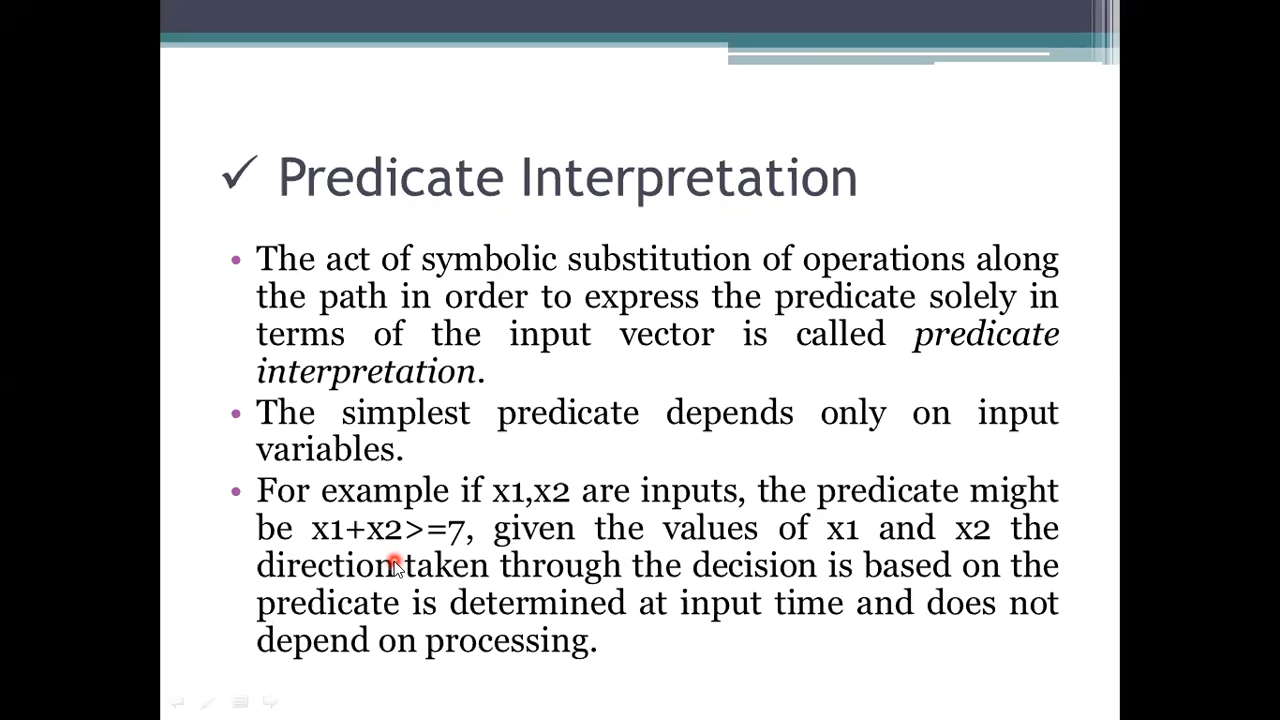 ✓ Predicate Interpretation
• The act of symbolic substitution of operations along
the path in order to express the predicate solely in
terms of the input vector is called predicate
interpretation.
• The simplest predicate depends only on input
variables.
• For example if x1,x2 are inputs, the predicate might
be x1+x2>=7, given the values of x1 and x2 the
direction taken through the decision is based on the
predicate is determined at input time and does not
depend on processing.